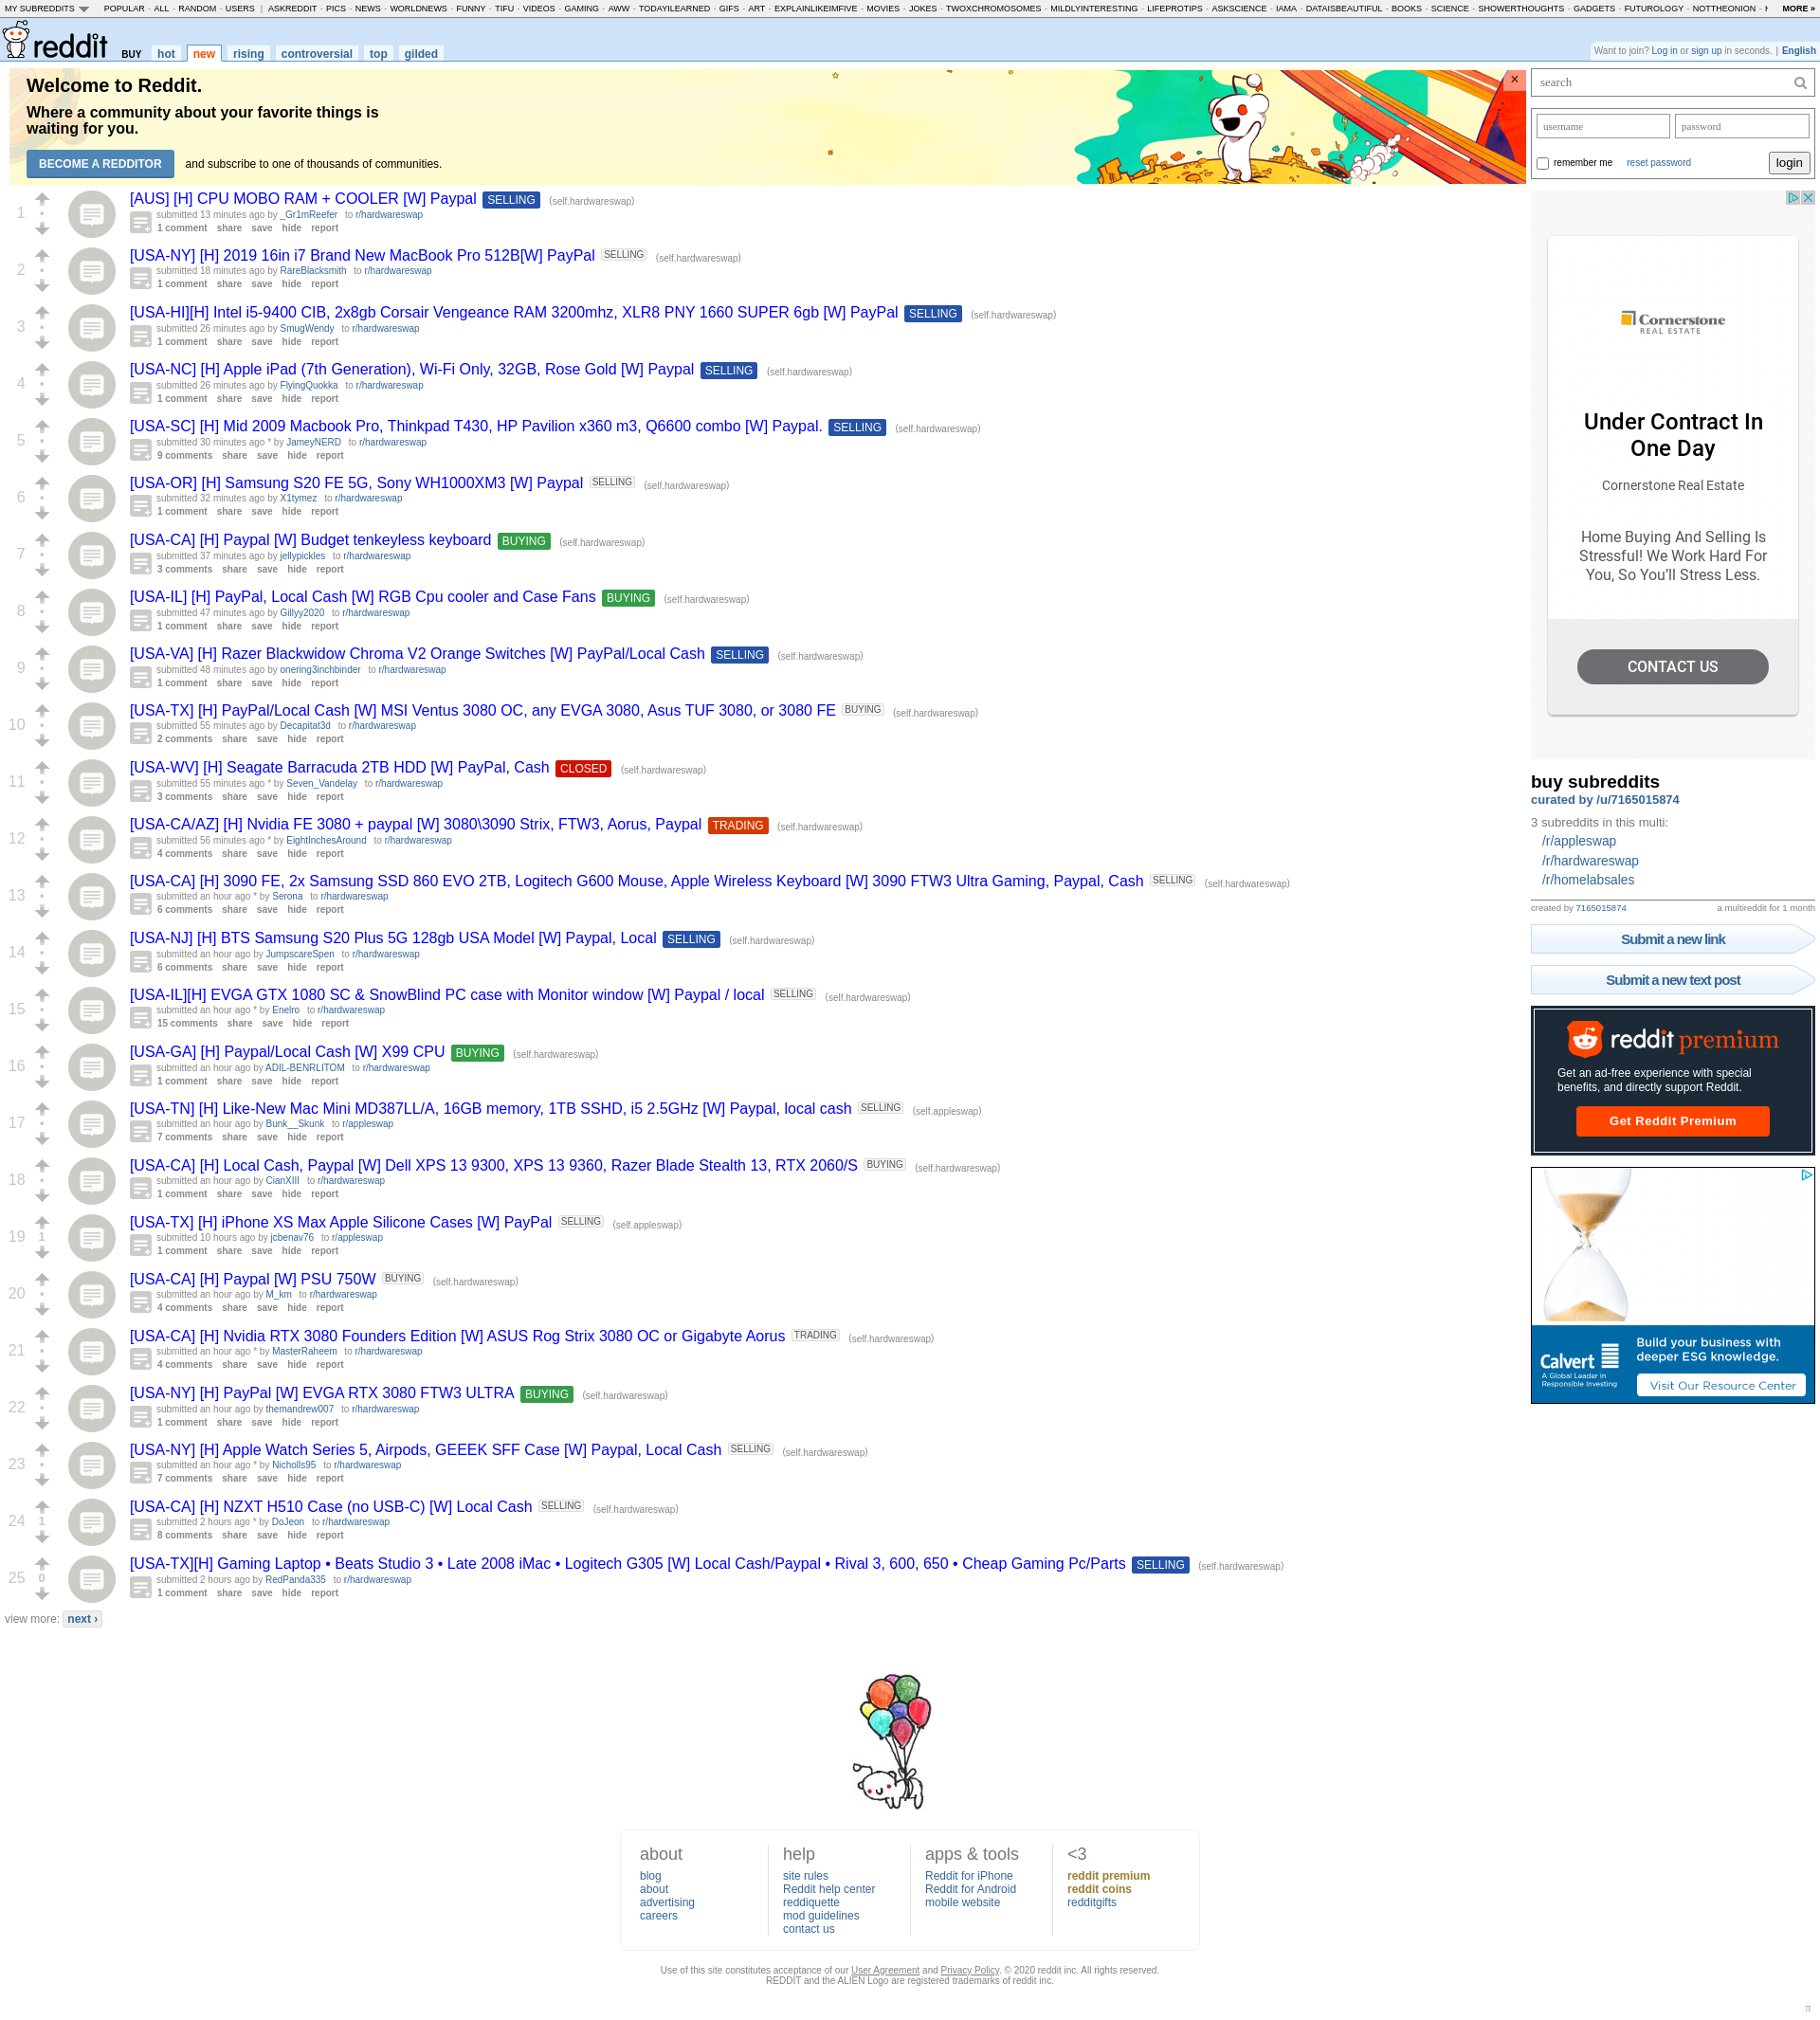 MY SUBREDDITS POPULAR - ALL - RANDOM - USERS | ASKREDDIT - PICS - NEWS - WORLDNEWS - FUNNY - TIFU - VIDEOS - GAMING - AWW - TODAYILEARNED - GIFS - ART - EXPLAINLIKEIMFIVE - MOVIES - JOKES - TWOXCHROMOSOMES - MILDLYINTERESTING - LIFEPROTIPS - ASKSCIENCE - IAMA - DATAISBEAUTIFUL - BOOKS - SCIENCE - SHOWERTHOUGHTS - GADGETS - FUTUROLOGY - NOTTHEONION - MORE »
reddit BUY hot new rising controversial top gilded
Want to join? Log in or sign up in seconds. | English
Welcome to Reddit.
Where a community about your favorite things is
waiting for you.
BECOME A REDDITOR and subscribe to one of thousands of communities.
×
1
[AUS] [H] CPU MOBO RAM + COOLER [W] Paypal SELLING (self.hardwareswap)
submitted 13 minutes ago by _Gr1mReefer to r/hardwareswap
1 comment share save hide report
2
[USA-NY] [H] 2019 16in i7 Brand New MacBook Pro 512B[W] PayPal SELLING (self.hardwareswap)
submitted 18 minutes ago by RareBlacksmith to r/hardwareswap
1 comment share save hide report
3
[USA-HI][H] Intel i5-9400 CIB, 2x8gb Corsair Vengeance RAM 3200mhz, XLR8 PNY 1660 SUPER 6gb [W] PayPal SELLING (self.hardwareswap)
submitted 26 minutes ago by SmugWendy to r/hardwareswap
1 comment share save hide report
4
[USA-NC] [H] Apple iPad (7th Generation), Wi-Fi Only, 32GB, Rose Gold [W] Paypal SELLING (self.hardwareswap)
submitted 26 minutes ago by FlyingQuokka to r/hardwareswap
1 comment share save hide report
5
[USA-SC] [H] Mid 2009 Macbook Pro, Thinkpad T430, HP Pavilion x360 m3, Q6600 combo [W] Paypal. SELLING (self.hardwareswap)
submitted 30 minutes ago * by JameyNERD to r/hardwareswap
9 comments share save hide report
6
[USA-OR] [H] Samsung S20 FE 5G, Sony WH1000XM3 [W] Paypal SELLING (self.hardwareswap)
submitted 32 minutes ago by X1tymez to r/hardwareswap
1 comment share save hide report
7
[USA-CA] [H] Paypal [W] Budget tenkeyless keyboard BUYING (self.hardwareswap)
submitted 37 minutes ago by jellypickles to r/hardwareswap
3 comments share save hide report
8
[USA-IL] [H] PayPal, Local Cash [W] RGB Cpu cooler and Case Fans BUYING (self.hardwareswap)
submitted 47 minutes ago by Gillyy2020 to r/hardwareswap
1 comment share save hide report
9
[USA-VA] [H] Razer Blackwidow Chroma V2 Orange Switches [W] PayPal/Local Cash SELLING (self.hardwareswap)
submitted 48 minutes ago by onering3inchbinder to r/hardwareswap
1 comment share save hide report
10
[USA-TX] [H] PayPal/Local Cash [W] MSI Ventus 3080 OC, any EVGA 3080, Asus TUF 3080, or 3080 FE BUYING (self.hardwareswap)
submitted 55 minutes ago by Decapitat3d to r/hardwareswap
2 comments share save hide report
11
[USA-WV] [H] Seagate Barracuda 2TB HDD [W] PayPal, Cash CLOSED (self.hardwareswap)
submitted 55 minutes ago * by Seven_Vandelay to r/hardwareswap
3 comments share save hide report
12
[USA-CA/AZ] [H] Nvidia FE 3080 + paypal [W] 3080\3090 Strix, FTW3, Aorus, Paypal TRADING (self.hardwareswap)
submitted 56 minutes ago * by EightInchesAround to r/hardwareswap
4 comments share save hide report
13
[USA-CA] [H] 3090 FE, 2x Samsung SSD 860 EVO 2TB, Logitech G600 Mouse, Apple Wireless Keyboard [W] 3090 FTW3 Ultra Gaming, Paypal, Cash SELLING (self.hardwareswap)
submitted an hour ago * by Serona to r/hardwareswap
6 comments share save hide report
14
[USA-NJ] [H] BTS Samsung S20 Plus 5G 128gb USA Model [W] Paypal, Local SELLING (self.hardwareswap)
submitted an hour ago by JumpscareSpen to r/hardwareswap
6 comments share save hide report
15
[USA-IL][H] EVGA GTX 1080 SC & SnowBlind PC case with Monitor window [W] Paypal / local SELLING (self.hardwareswap)
submitted an hour ago * by Enelro to r/hardwareswap
15 comments share save hide report
16
[USA-GA] [H] Paypal/Local Cash [W] X99 CPU BUYING (self.hardwareswap)
submitted an hour ago by ADIL-BENRLITOM to r/hardwareswap
1 comment share save hide report
17
[USA-TN] [H] Like-New Mac Mini MD387LL/A, 16GB memory, 1TB SSHD, i5 2.5GHz [W] Paypal, local cash SELLING (self.appleswap)
submitted an hour ago by Bunk__Skunk to r/appleswap
7 comments share save hide report
18
[USA-CA] [H] Local Cash, Paypal [W] Dell XPS 13 9300, XPS 13 9360, Razer Blade Stealth 13, RTX 2060/S BUYING (self.hardwareswap)
submitted an hour ago by CianXIII to r/hardwareswap
1 comment share save hide report
19 1
[USA-TX] [H] iPhone XS Max Apple Silicone Cases [W] PayPal SELLING (self.appleswap)
submitted 10 hours ago by jcbenav76 to r/appleswap
1 comment share save hide report
20
[USA-CA] [H] Paypal [W] PSU 750W BUYING (self.hardwareswap)
submitted an hour ago by M_km to r/hardwareswap
4 comments share save hide report
21
[USA-CA] [H] Nvidia RTX 3080 Founders Edition [W] ASUS Rog Strix 3080 OC or Gigabyte Aorus TRADING (self.hardwareswap)
submitted an hour ago * by MasterRaheem to r/hardwareswap
4 comments share save hide report
22
[USA-NY] [H] PayPal [W] EVGA RTX 3080 FTW3 ULTRA BUYING (self.hardwareswap)
submitted an hour ago by themandrew007 to r/hardwareswap
1 comment share save hide report
23
[USA-NY] [H] Apple Watch Series 5, Airpods, GEEEK SFF Case [W] Paypal, Local Cash SELLING (self.hardwareswap)
submitted an hour ago * by Nicholls95 to r/hardwareswap
7 comments share save hide report
24 1
[USA-CA] [H] NZXT H510 Case (no USB-C) [W] Local Cash SELLING (self.hardwareswap)
submitted 2 hours ago * by DoJeon to r/hardwareswap
8 comments share save hide report
25 0
[USA-TX][H] Gaming Laptop • Beats Studio 3 • Late 2008 iMac • Logitech G305 [W] Local Cash/Paypal • Rival 3, 600, 650 • Cheap Gaming Pc/Parts SELLING (self.hardwareswap)
submitted 2 hours ago by RedPanda335 to r/hardwareswap
1 comment share save hide report
view more: next ›
search
username password
remember me reset password login
Cornerstone
REAL ESTATE
Under Contract In
One Day
Cornerstone Real Estate
Home Buying And Selling Is
Stressful! We Work Hard For
You, So You'll Stress Less.
CONTACT US
buy subreddits
curated by /u/7165015874
3 subreddits in this multi:
/r/appleswap
/r/hardwareswap
/r/homelabsales
created by 7165015874 a multireddit for 1 month
Submit a new link
Submit a new text post
reddit premium
Get an ad-free experience with special
benefits, and directly support Reddit.
Get Reddit Premium
Calvert
A Global Leader in
Responsible Investing
Build your business with
deeper ESG knowledge.
Visit Our Resource Center
about
blog
about
advertising
careers
help
site rules
Reddit help center
reddiquette
mod guidelines
contact us
apps & tools
Reddit for iPhone
Reddit for Android
mobile website
<3
reddit premium
reddit coins
redditgifts
Use of this site constitutes acceptance of our User Agreement and Privacy Policy. © 2020 reddit inc. All rights reserved.
REDDIT and the ALIEN Logo are registered trademarks of reddit inc.
π